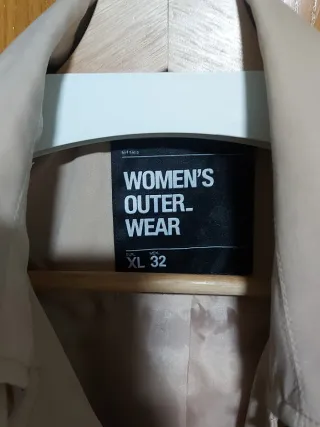 WOMEN'S
OUTER_
WEAR
XL 32